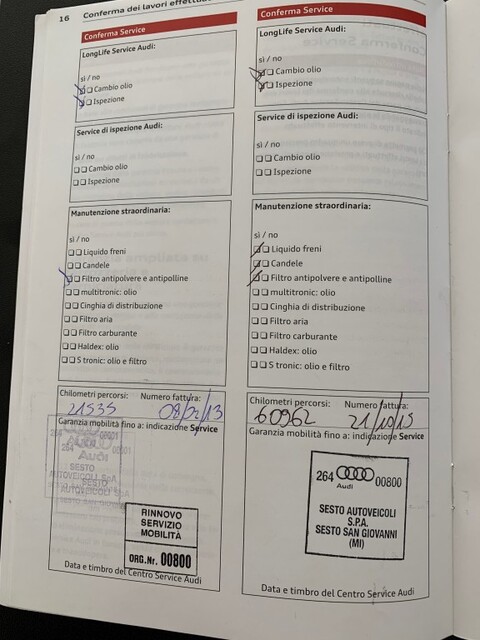 16 Conferma dei lavori
Conferma Service
LongLife Service Audi:
sì / no
Cambio olio
Ispezione
Service di ispezione Audi:
sì / no
Cambio olio
Ispezione
Manutenzione straordinaria:
sì / no
Liquido freni
Candele
Filtro antipolvere e antipolline
multitronic: olio
Cinghia di distribuzione
Filtro aria
Filtro carburante
Haldex: olio
S tronic: olio e filtro
Chilometri percorsi: Numero fattura:
21535 08/02/13
Garanzia mobilità fino a: indicazione Service
264 00801
Audi
SESTO
AUTOVEICOLI SpA
RINNOVO
SERVIZIO
MOBILITÀ
ORG.Nr. 00800
Data e timbro del Centro Service Audi
Conferma Service
LongLife Service Audi:
sì / no
Cambio olio
Ispezione
Service di ispezione Audi:
sì / no
Cambio olio
Ispezione
Manutenzione straordinaria:
sì / no
Liquido freni
Candele
Filtro antipolvere e antipolline
multitronic: olio
Cinghia di distribuzione
Filtro aria
Filtro carburante
Haldex: olio
S tronic: olio e filtro
Chilometri percorsi: Numero fattura:
60962 21/10/15
Garanzia mobilità fino a: indicazione Service
264 00800
Audi
SESTO AUTOVEICOLI
S.P.A.
SESTO SAN GIOVANNI
(MI)
Data e timbro del Centro Service Audi